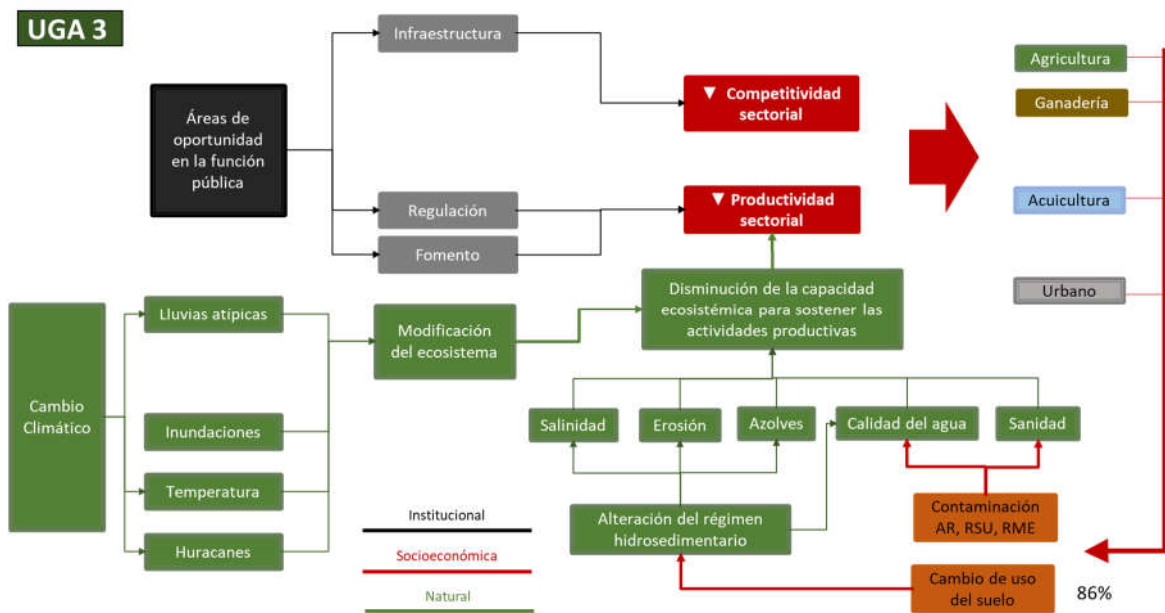 UGA 3
Áreas de
oportunidad
en la función
pública
Infraestructura
Regulación
Fomento
▼ Competitividad
sectorial
▼ Productividad
sectorial
Agricultura
Ganadería
Acuicultura
Urbano
Cambio
Climático
Lluvias atípicas
Inundaciones
Temperatura
Huracanes
Modificación
del ecosistema
Disminución de la capacidad
ecosistémica para sostener las
actividades productivas
Salinidad
Erosión
Azolves
Calidad del agua
Sanidad
Alteración del régimen
hidrosedimentario
Contaminación
AR, RSU, RME
Cambio de uso
del suelo
86%
Institucional
Socioeconómica
Natural